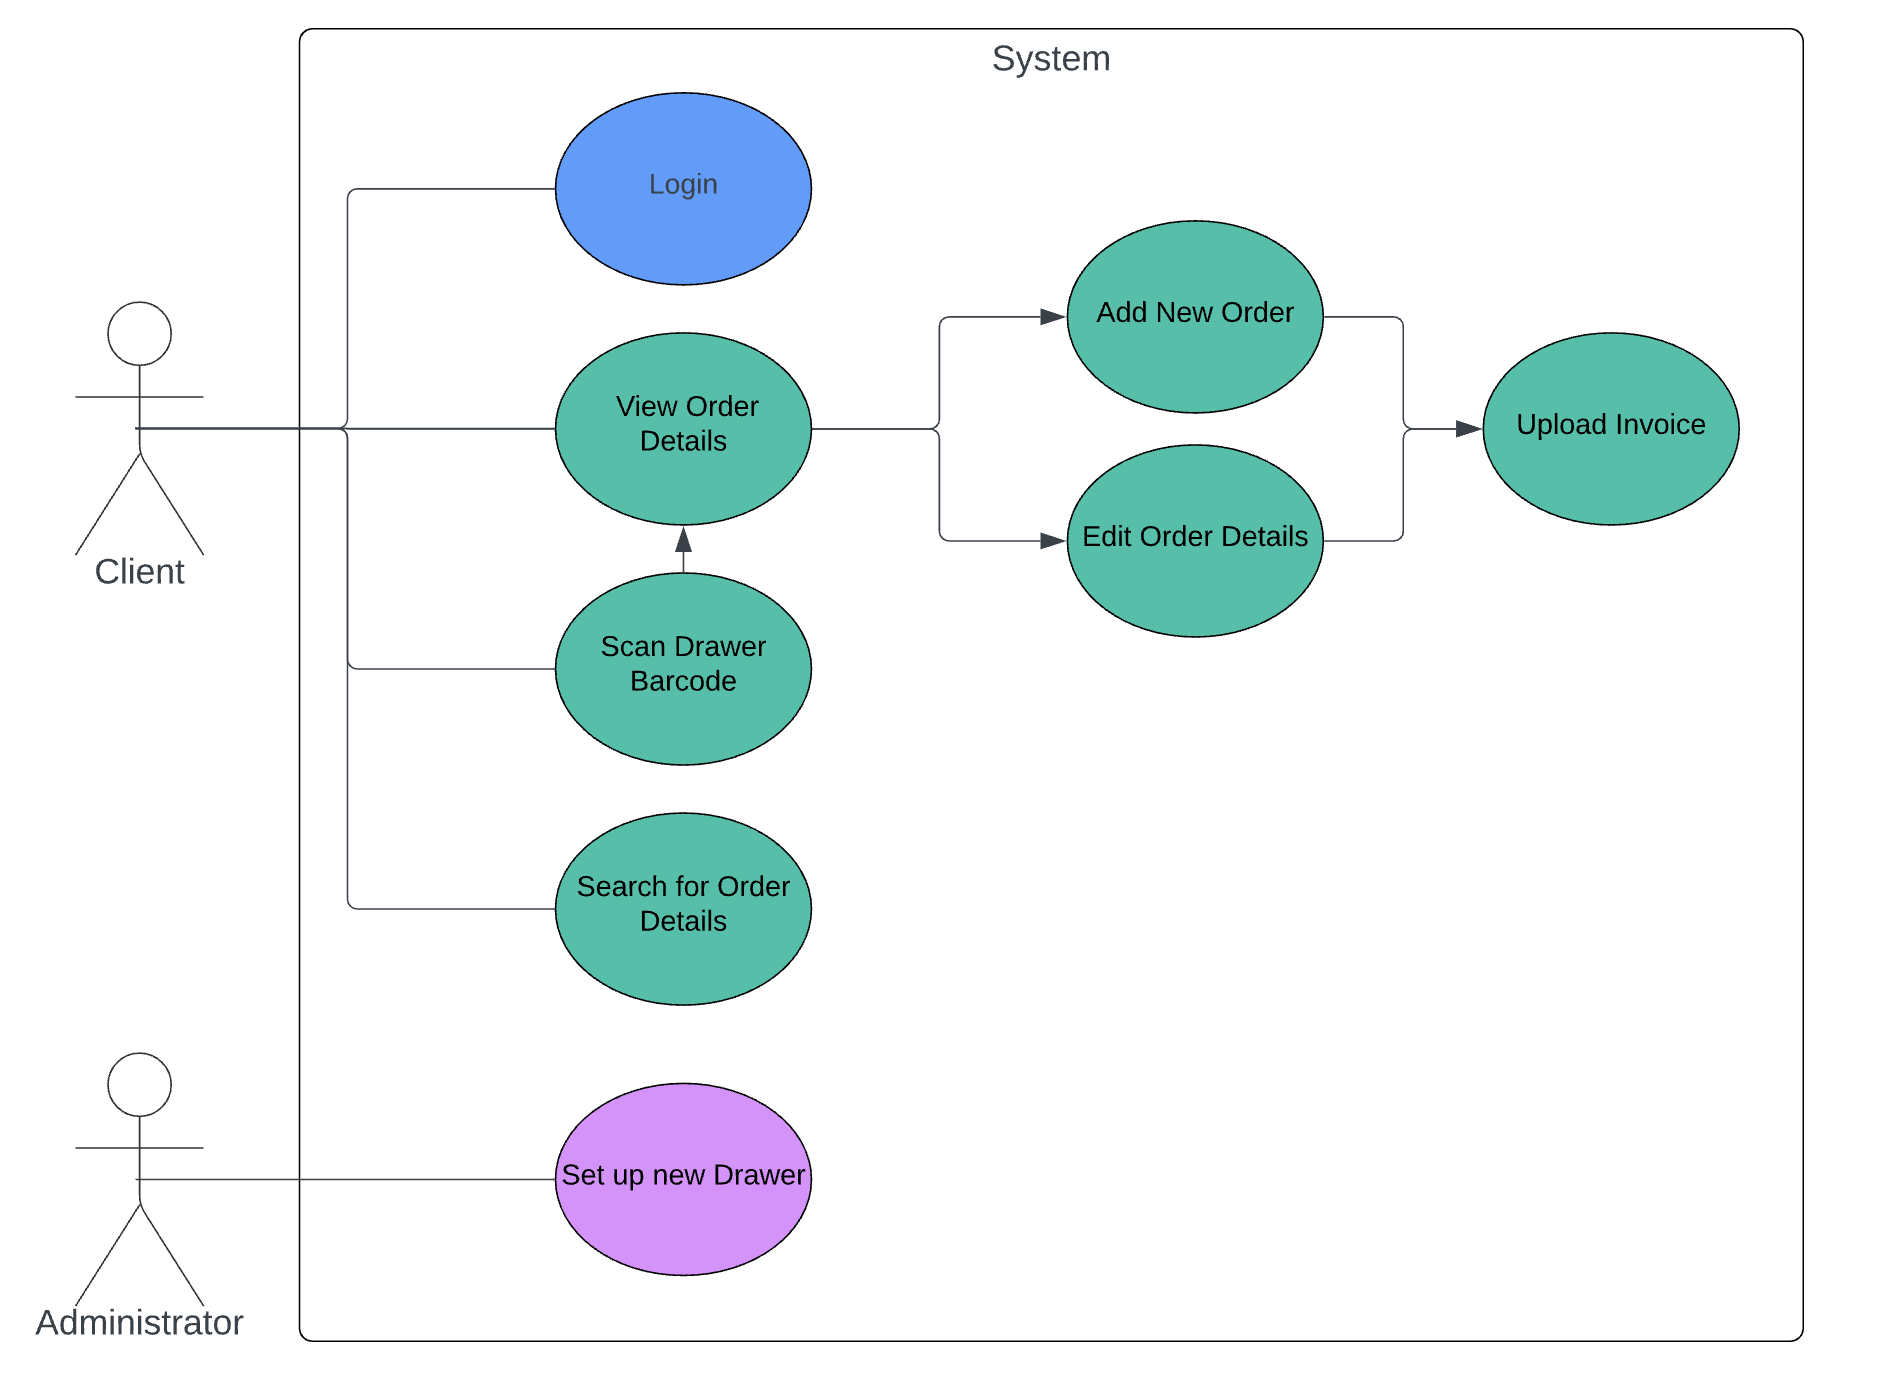 System
Login
Add New Order
View Order
Details
Upload Invoice
Edit Order Details
Client
Scan Drawer
Barcode
Search for Order
Details
Set up new Drawer
Administrator